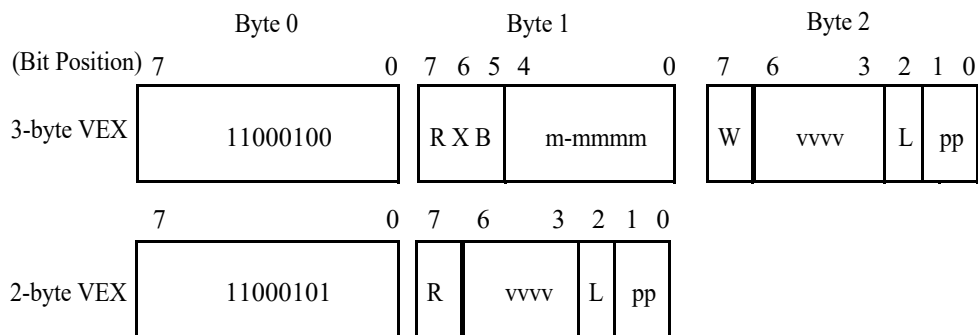 Byte 0 Byte 1 Byte 2
(Bit Position) 7 0 7 6 5 4 0 7 6 3 2 1 0
3-byte VEX 11000100 R X B m-mmmm W vvvv L pp
7 0 7 6 3 2 1 0
2-byte VEX 11000101 R vvvv L pp